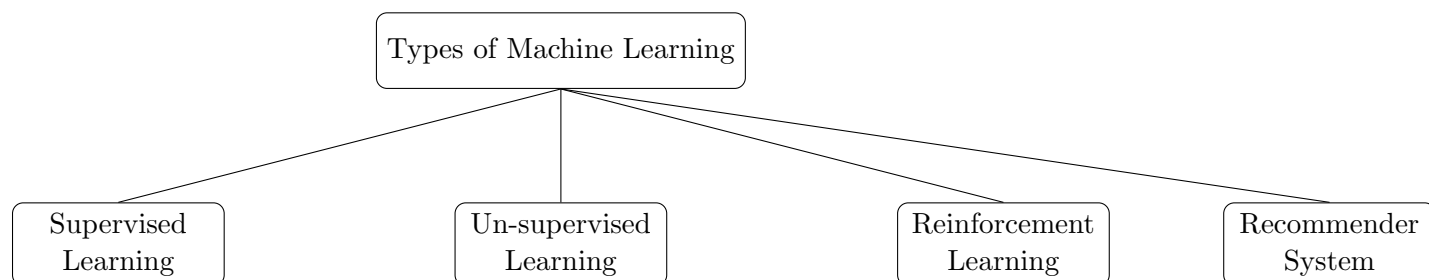 Types of Machine Learning
Supervised
Learning
Un-supervised
Learning
Reinforcement
Learning
Recommender
System